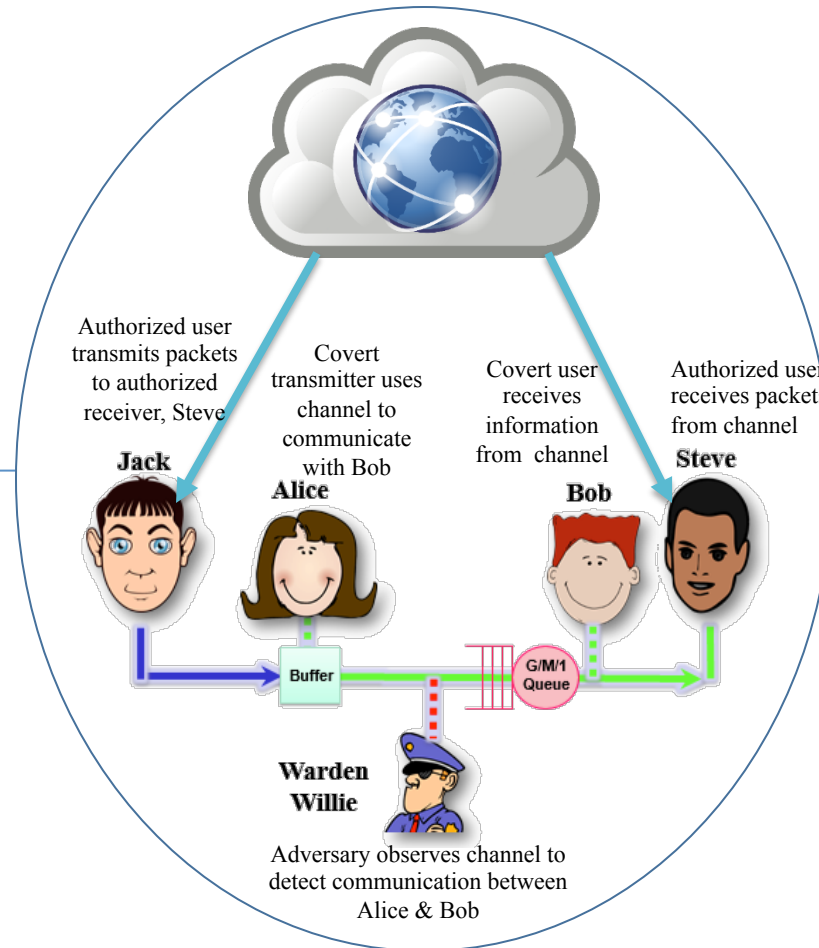 Authorized user
transmits packets
to authorized
receiver, Steve
Jack
Covert
transmitter uses
channel to
communicate
with Bob
Alice
Covert user
receives
information
from channel
Bob
Authorized user
receives packet
from channel
Steve
Buffer
G/M/1
Queue
Warden
Willie
Adversary observes channel to
detect communication between
Alice & Bob